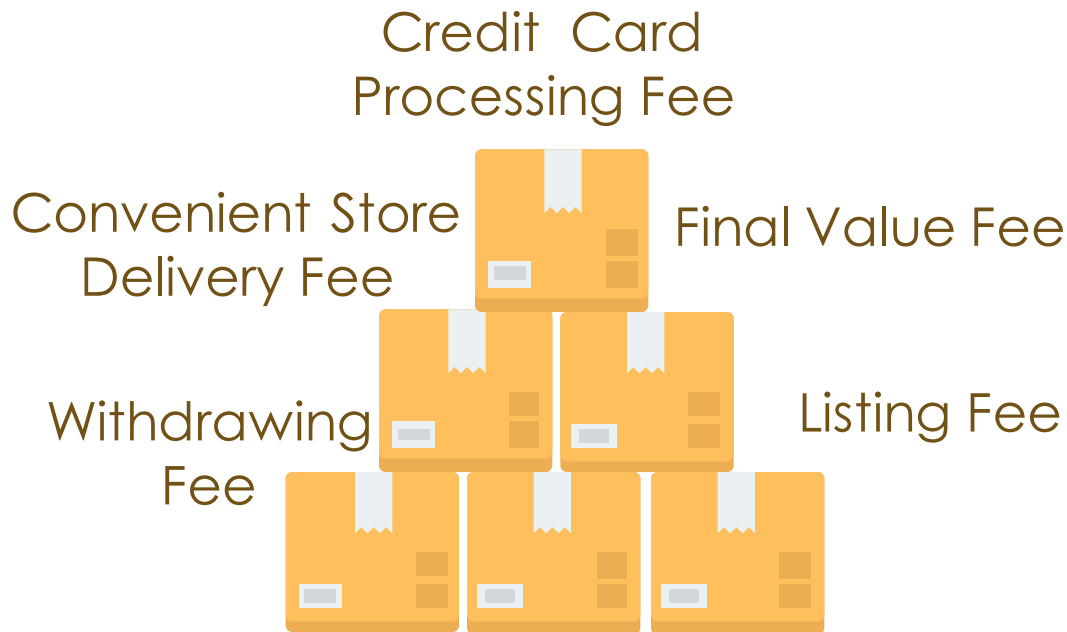 Credit Card
Processing Fee
Convenient Store
Delivery Fee
Final Value Fee
Withdrawing
Fee
Listing Fee